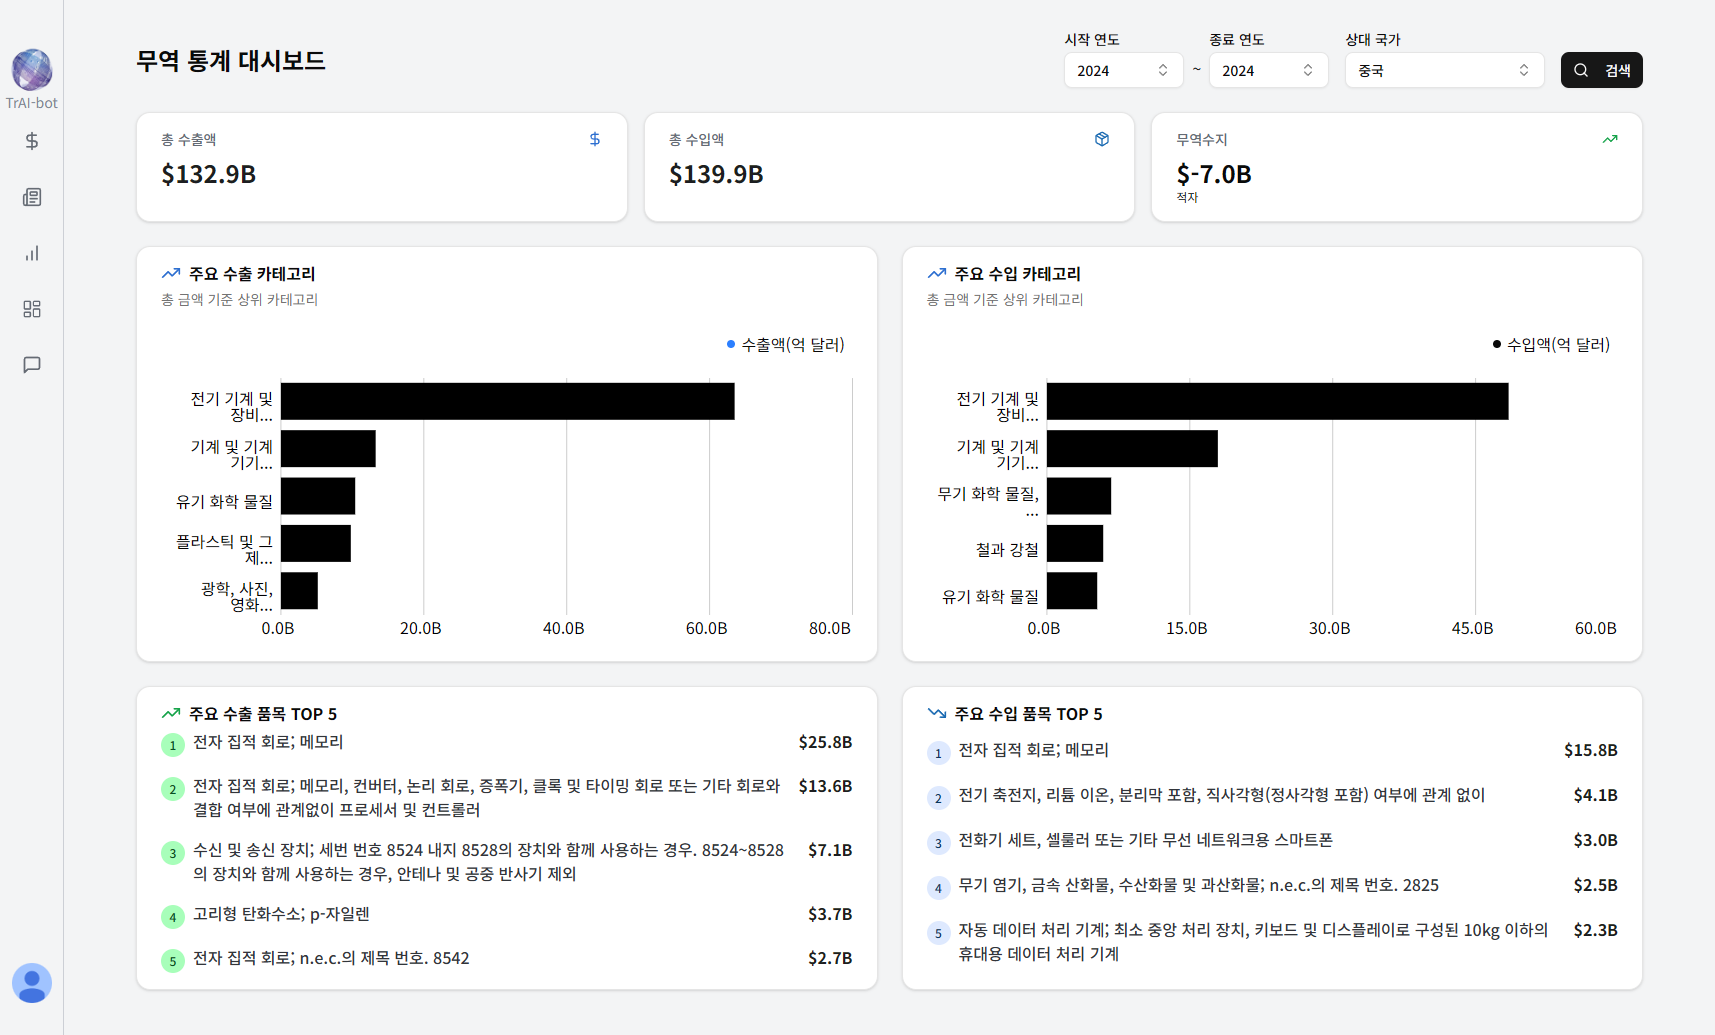 TrAI-bot
무역 통계 대시보드
시작 연도
2024
~
종료 연도
2024
상대 국가
중국
검색
총 수출액
$132.9B
총 수입액
$139.9B
무역수지
$-7.0B
적자
주요 수출 카테고리
총 금액 기준 상위 카테고리
수출액(억 달러)
전기 기계 및
장비...
기계 및 기계
기기...
유기 화학 물질
플라스틱 및 그
제...
광학, 사진,
영화...
0.0B 20.0B 40.0B 60.0B 80.0B
주요 수입 카테고리
총 금액 기준 상위 카테고리
수입액(억 달러)
전기 기계 및
장비...
기계 및 기계
기기...
무기 화학 물질,
...
철과 강철
유기 화학 물질
0.0B 15.0B 30.0B 45.0B 60.0B
주요 수출 품목 TOP 5
1 전자 집적 회로; 메모리 $25.8B
2 전자 집적 회로; 메모리, 컨버터, 논리 회로, 증폭기, 클록 및 타이밍 회로 또는 기타 회로와 $13.6B
결합 여부에 관계없이 프로세서 및 컨트롤러
3 수신 및 송신 장치; 세번 번호 8524 내지 8528의 장치와 함께 사용하는 경우. 8524~8528 $7.1B
의 장치와 함께 사용하는 경우, 안테나 및 공중 반사기 제외
4 고리형 탄화수소; p-자일렌 $3.7B
5 전자 집적 회로; n.e.c.의 제목 번호. 8542 $2.7B
주요 수입 품목 TOP 5
1 전자 집적 회로; 메모리 $15.8B
2 전기 축전지, 리튬 이온, 분리막 포함, 직사각형(정사각형 포함) 여부에 관계 없이 $4.1B
3 전화기 세트, 셀룰러 또는 기타 무선 네트워크용 스마트폰 $3.0B
4 무기 염기, 금속 산화물, 수산화물 및 과산화물; n.e.c.의 제목 번호. 2825 $2.5B
5 자동 데이터 처리 기계; 최소 중앙 처리 장치, 키보드 및 디스플레이로 구성된 10kg 이하의 $2.3B
휴대용 데이터 처리 기계